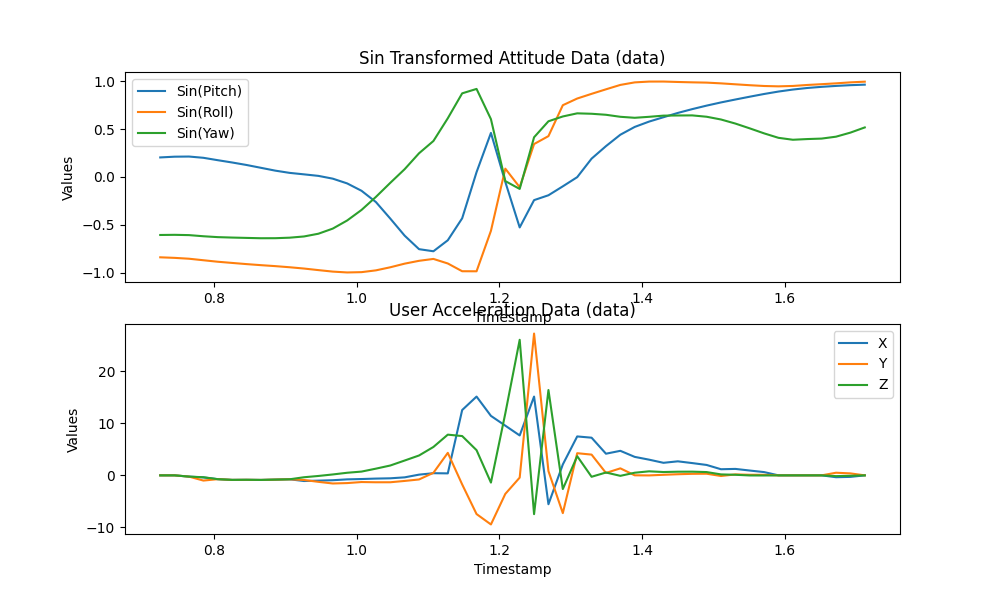 Sin Transformed Attitude Data (data)
1.0
0.5
0.0
−0.5
−1.0
Values
Sin(Pitch)
Sin(Roll)
Sin(Yaw)
0.8 1.0 1.2 1.4 1.6
Timestamp
User Acceleration Data (data)
20
10
0
−10
Values
X
Y
Z
0.8 1.0 1.2 1.4 1.6
Timestamp